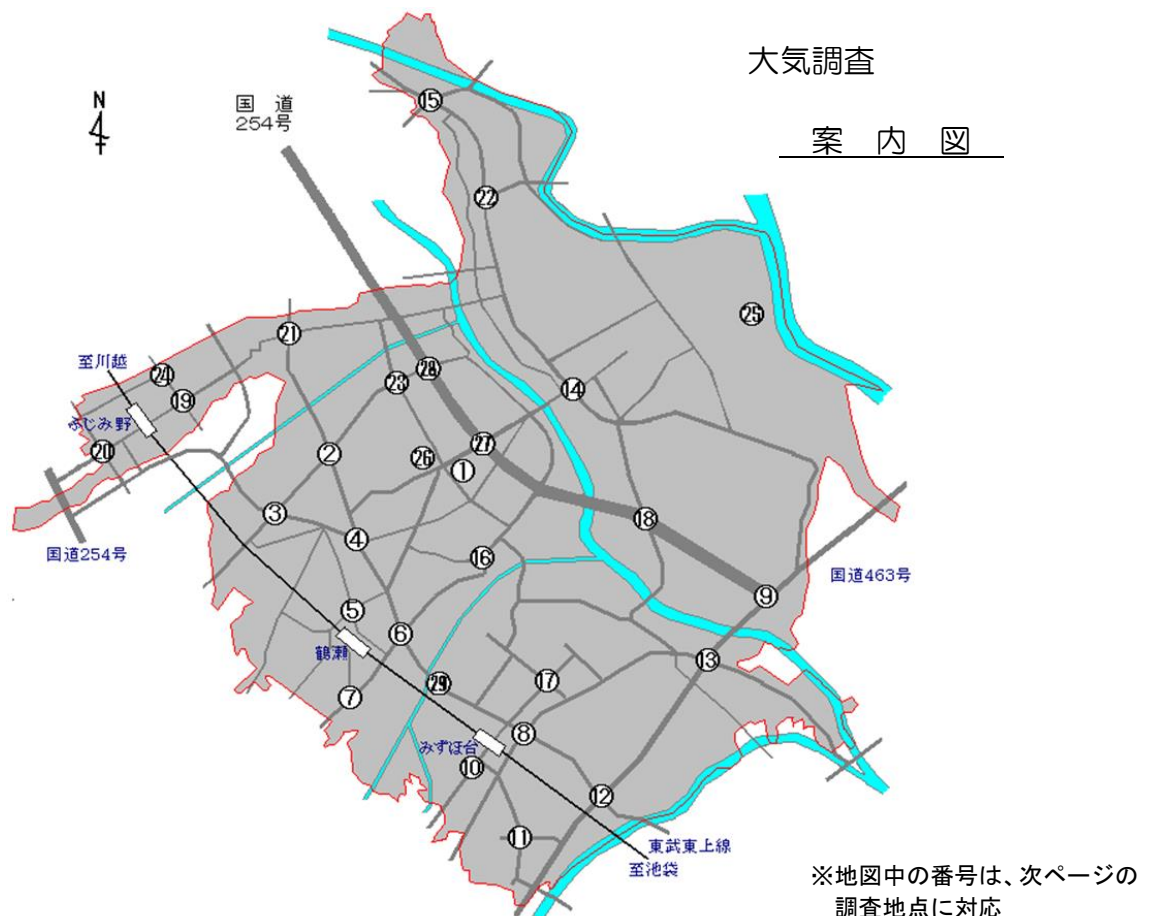 大気調査
案 内 図
N
国 道
254号
⑮
㉒
㉕
㉑
至川越
㉔
⑲
ふじみ野
⑳
㉘
㉓
⑭
②
㉖
㉗
①
③
④
⑱
⑯
国道254号
国道463号
⑨
⑤
⑥
鶴瀬
⑬
⑦
㉙
⑰
⑧
みずほ台
⑩
⑫
⑪
東武東上線
至池袋
※地図中の番号は、次ページの
調査地点に対応